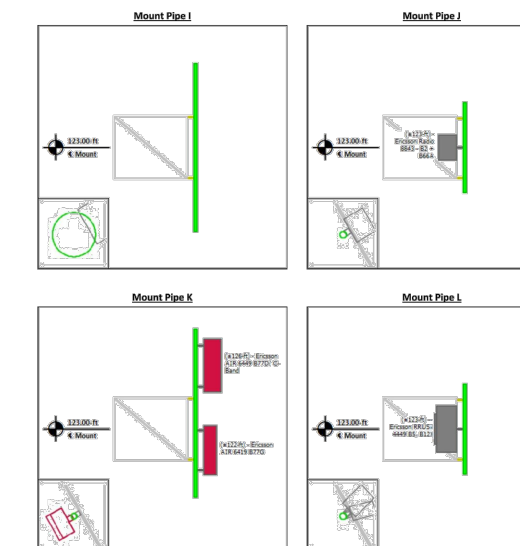 Mount Pipe I
123.00-ft
℄ Mount
Mount Pipe J
123.00-ft
℄ Mount
(@123-ft) -
Ericsson Radio
8843 - B2 +
B66A
Mount Pipe K
123.00-ft
℄ Mount
(@126-ft) - Ericsson
AIR 6449 B77D/ C-
Band
(@122-ft) - Ericsson
AIR 6419 B77G
Mount Pipe L
123.00-ft
℄ Mount
(@123-ft) -
Ericsson RRUS
4449 B5/B12